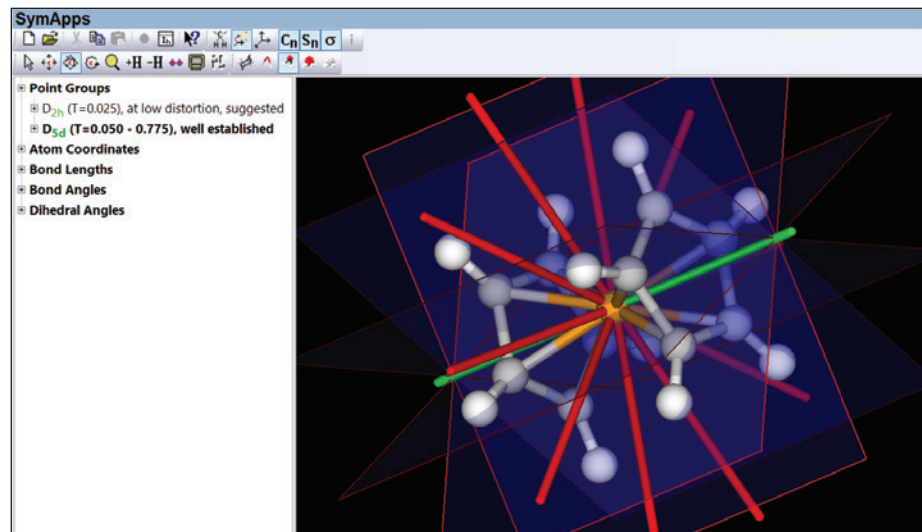 SymApps
Cn Sn σ i
+H -H
Point Groups
D2h (T=0.025), at low distortion, suggested
D5d (T=0.050 - 0.775), well established
Atom Coordinates
Bond Lengths
Bond Angles
Dihedral Angles